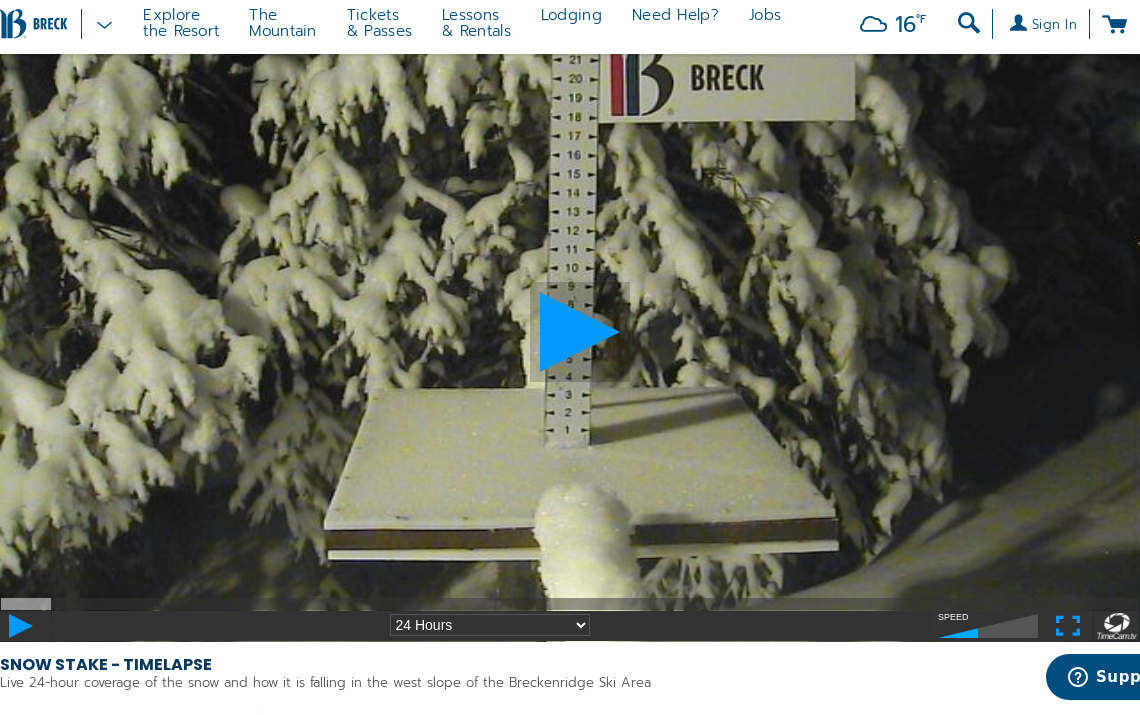 BRECK
Explore
the Resort
The
Mountain
Tickets
& Passes
Lessons
& Rentals
Lodging
Need Help?
Jobs
16°F
Sign In
21
20
19
18
17
16
15
14
13
12
11
10
9
8
5
4
3
2
1
B BRECK
24 Hours
SPEED
TimeCam.tv
SNOW STAKE - TIMELAPSE
Live 24-hour coverage of the snow and how it is falling in the west slope of the Breckenridge Ski Area
Supp